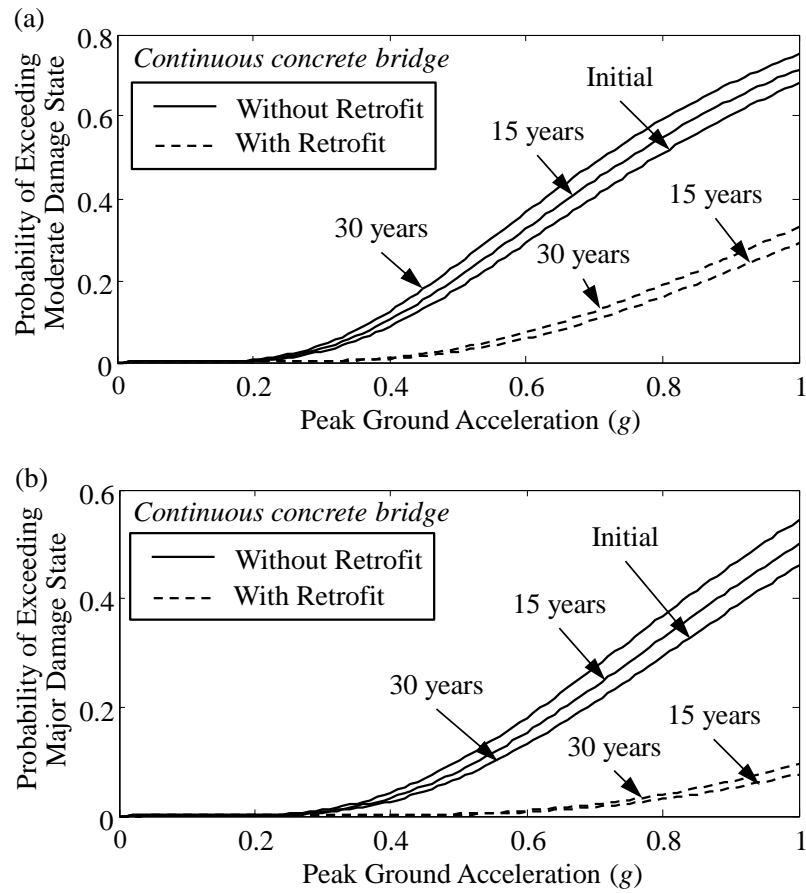 (a)
Continuous concrete bridge
Without Retrofit
With Retrofit
Initial
15 years
30 years
15 years
30 years
Probability of Exceeding
Moderate Damage State
0.8
0.6
0.4
0.2
0
0 0.2 0.4 0.6 0.8 1
Peak Ground Acceleration (g)
(b)
Continuous concrete bridge
Without Retrofit
With Retrofit
Initial
15 years
30 years
15 years
30 years
Probability of Exceeding
Major Damage State
0.6
0.4
0.2
0
0 0.2 0.4 0.6 0.8 1
Peak Ground Acceleration (g)